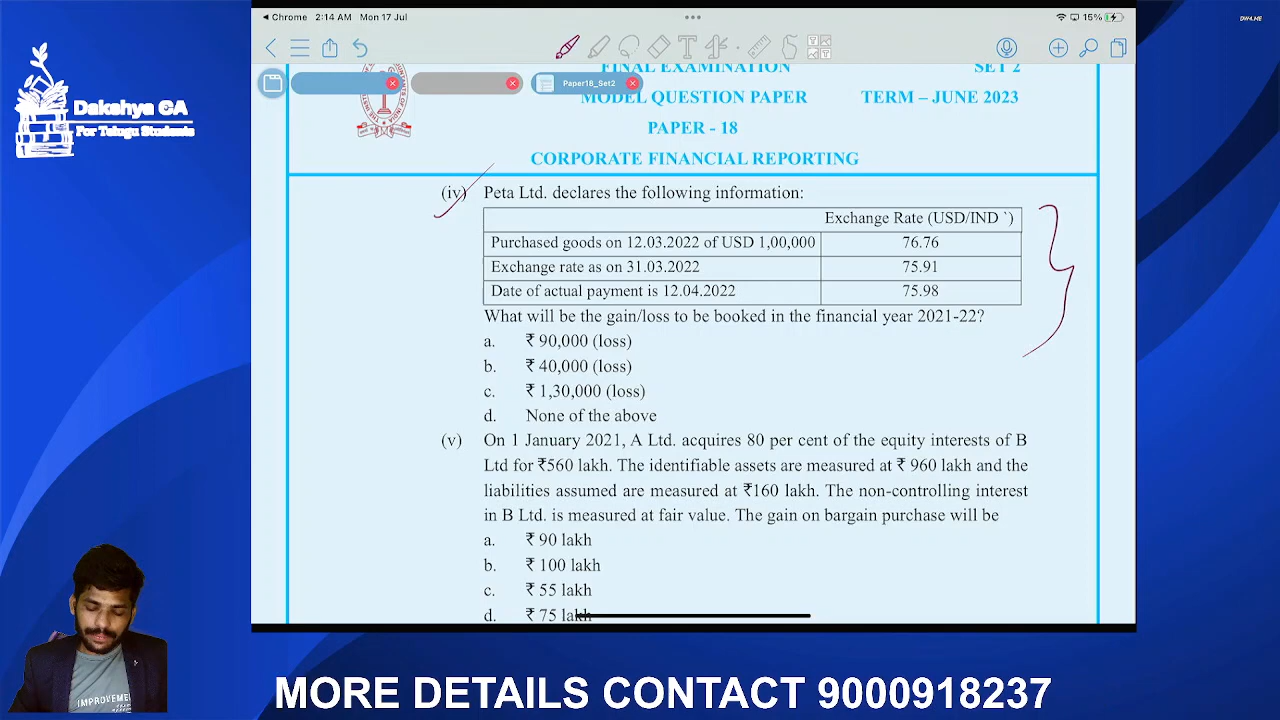 Chrome 2:14 AM Mon 17 Jul
15%
DW4.ME
Dakshya CA
For Telugu Students
Paper18_Set2
FINAL EXAMINATION SET 2
MODEL QUESTION PAPER TERM – JUNE 2023
PAPER - 18
CORPORATE FINANCIAL REPORTING
(iv) Peta Ltd. declares the following information:
Exchange Rate (USD/IND `)
Purchased goods on 12.03.2022 of USD 1,00,000 76.76
Exchange rate as on 31.03.2022 75.91
Date of actual payment is 12.04.2022 75.98
What will be the gain/loss to be booked in the financial year 2021-22?
a. ₹ 90,000 (loss)
b. ₹ 40,000 (loss)
c. ₹ 1,30,000 (loss)
d. None of the above
(v) On 1 January 2021, A Ltd. acquires 80 per cent of the equity interests of B
Ltd for ₹560 lakh. The identifiable assets are measured at ₹ 960 lakh and the
liabilities assumed are measured at ₹160 lakh. The non-controlling interest
in B Ltd. is measured at fair value. The gain on bargain purchase will be
a. ₹ 90 lakh
b. ₹ 100 lakh
c. ₹ 55 lakh
d. ₹ 75 lakh
MORE DETAILS CONTACT 9000918237